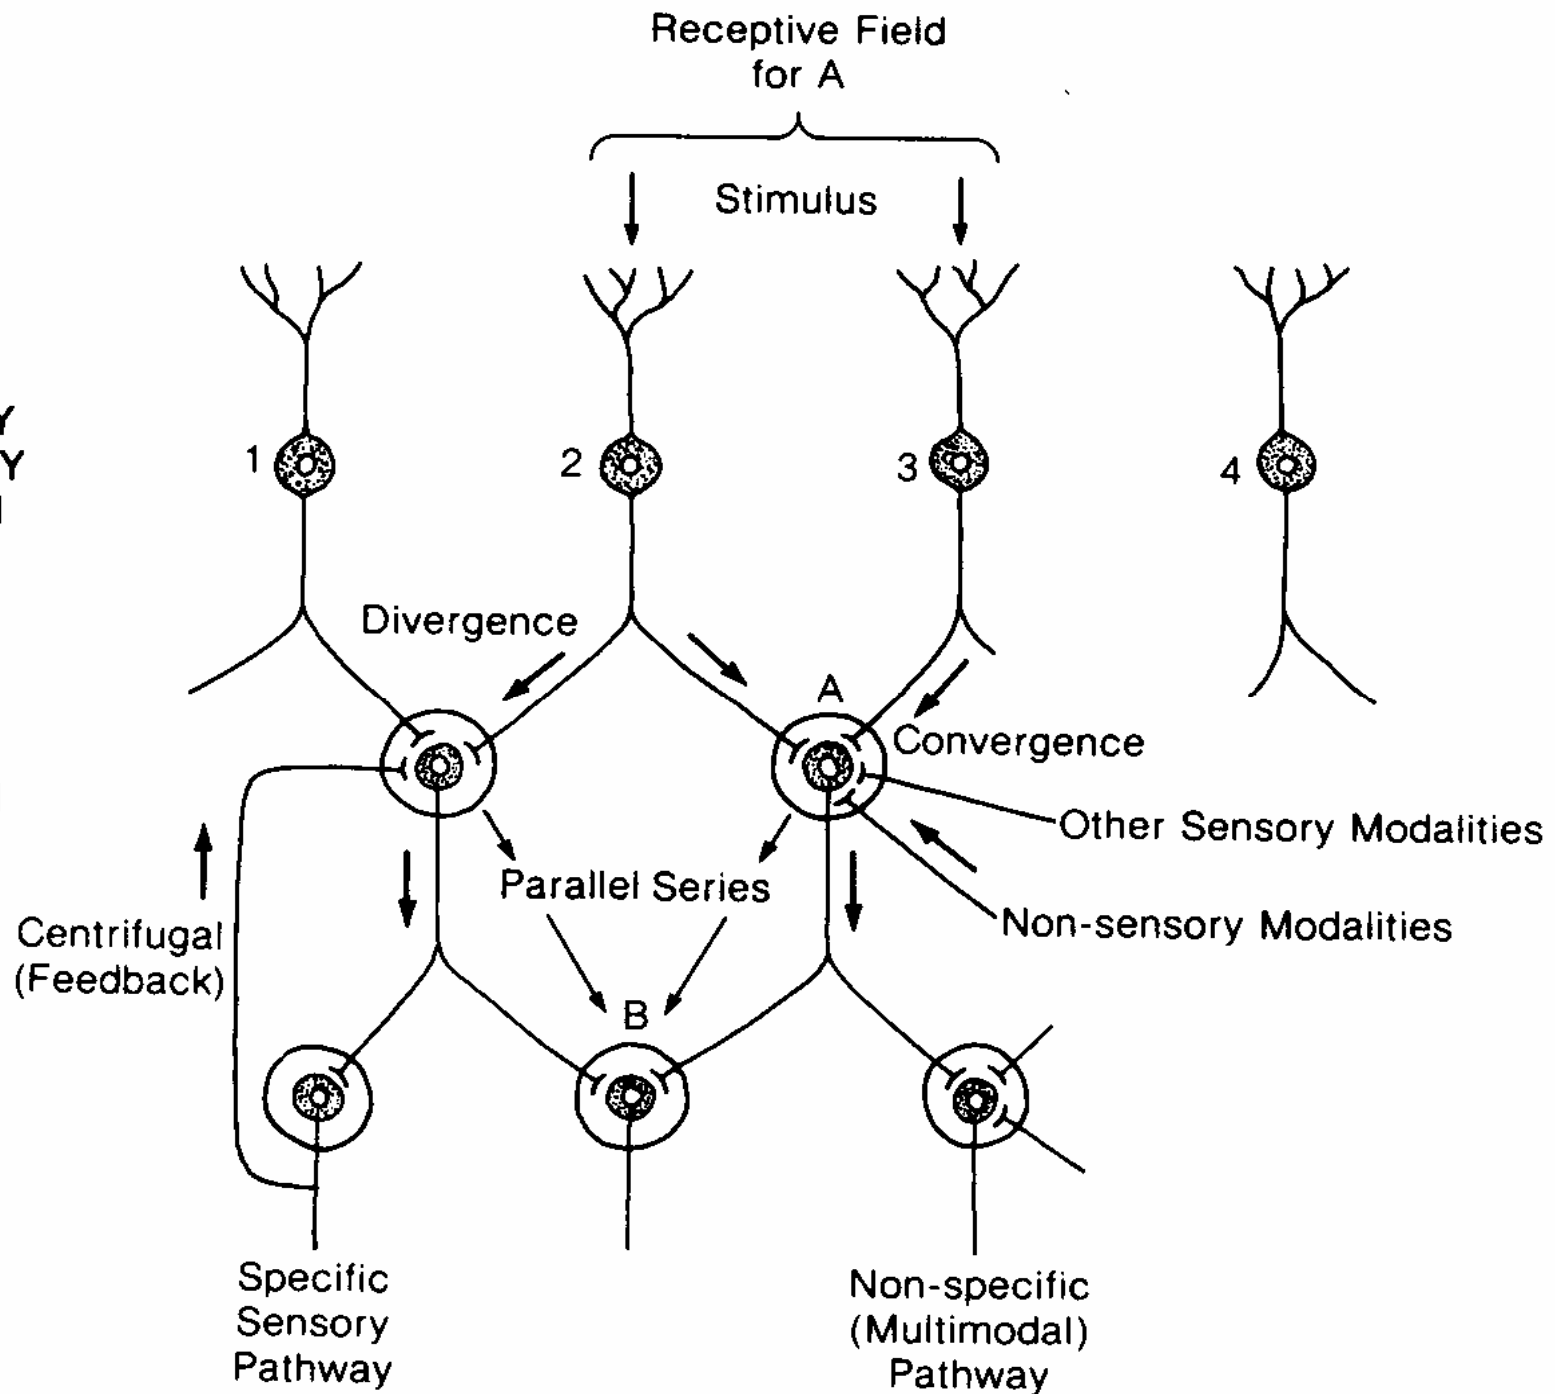 Receptive Field
for A
Stimulus
Y
Y
1
2
3
4
Divergence
A
Convergence
Other Sensory Modalities
Parallel Series
Non-sensory Modalities
Centrifugal
(Feedback)
B
Specific
Sensory
Pathway
Non-specific
(Multimodal)
Pathway